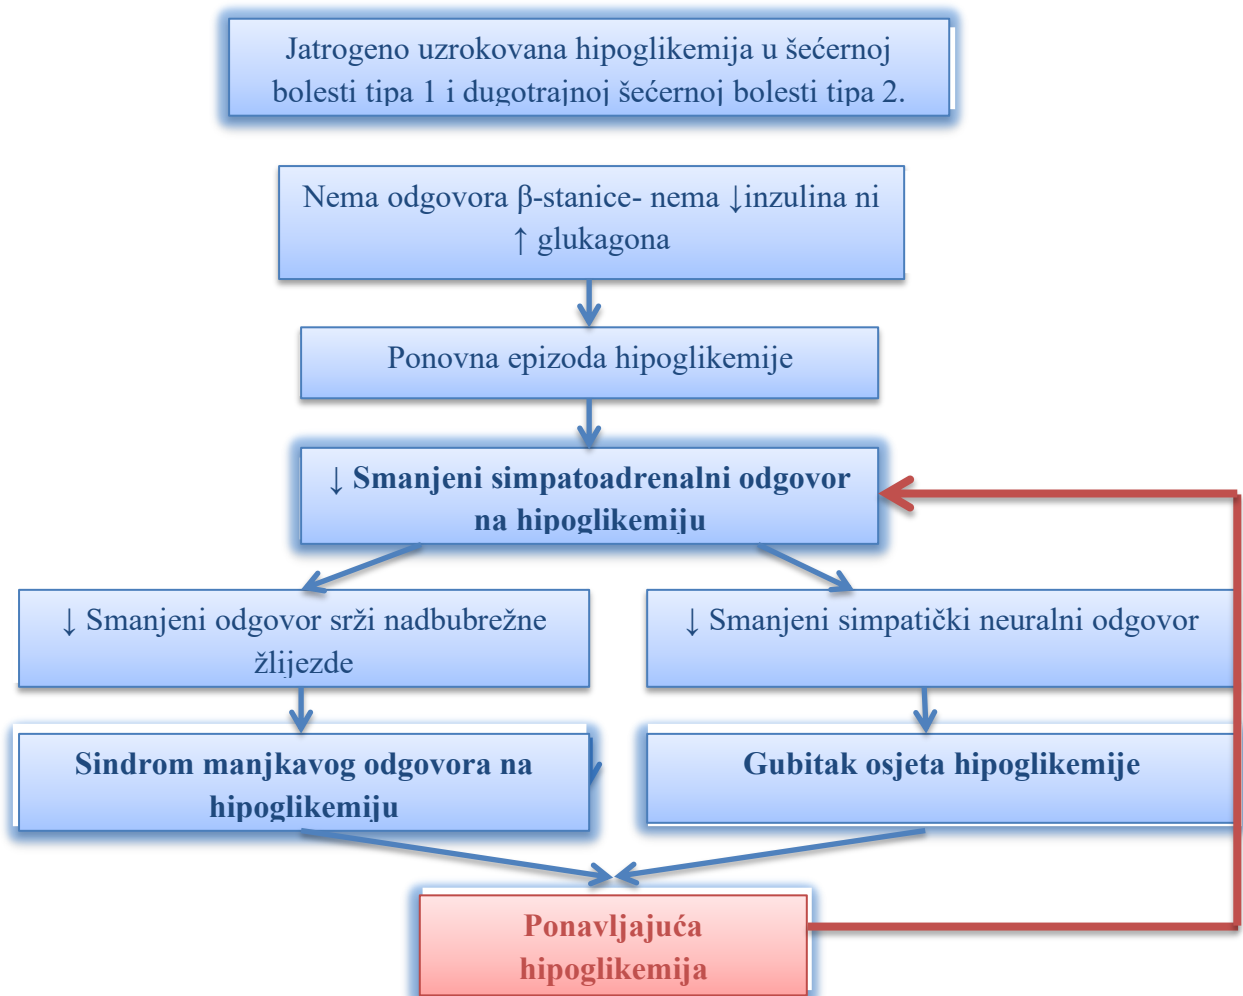 Jatrogeno uzrokovana hipoglikemija u šećernoj
bolesti tipa 1 i dugotrajnoj šećernoj bolesti tipa 2.
Nema odgovora β-stanice- nema ↓inzulina ni
↑ glukagona
Ponovna epizoda hipoglikemije
↓ Smanjeni simpatoadrenalni odgovor
na hipoglikemiju
↓ Smanjeni odgovor srži nadbubrežne
žlijezde
↓ Smanjeni simpatički neuralni odgovor
Sindrom manjkavog odgovora na
hipoglikemiju
Gubitak osjeta hipoglikemije
Ponavljajuća
hipoglikemija